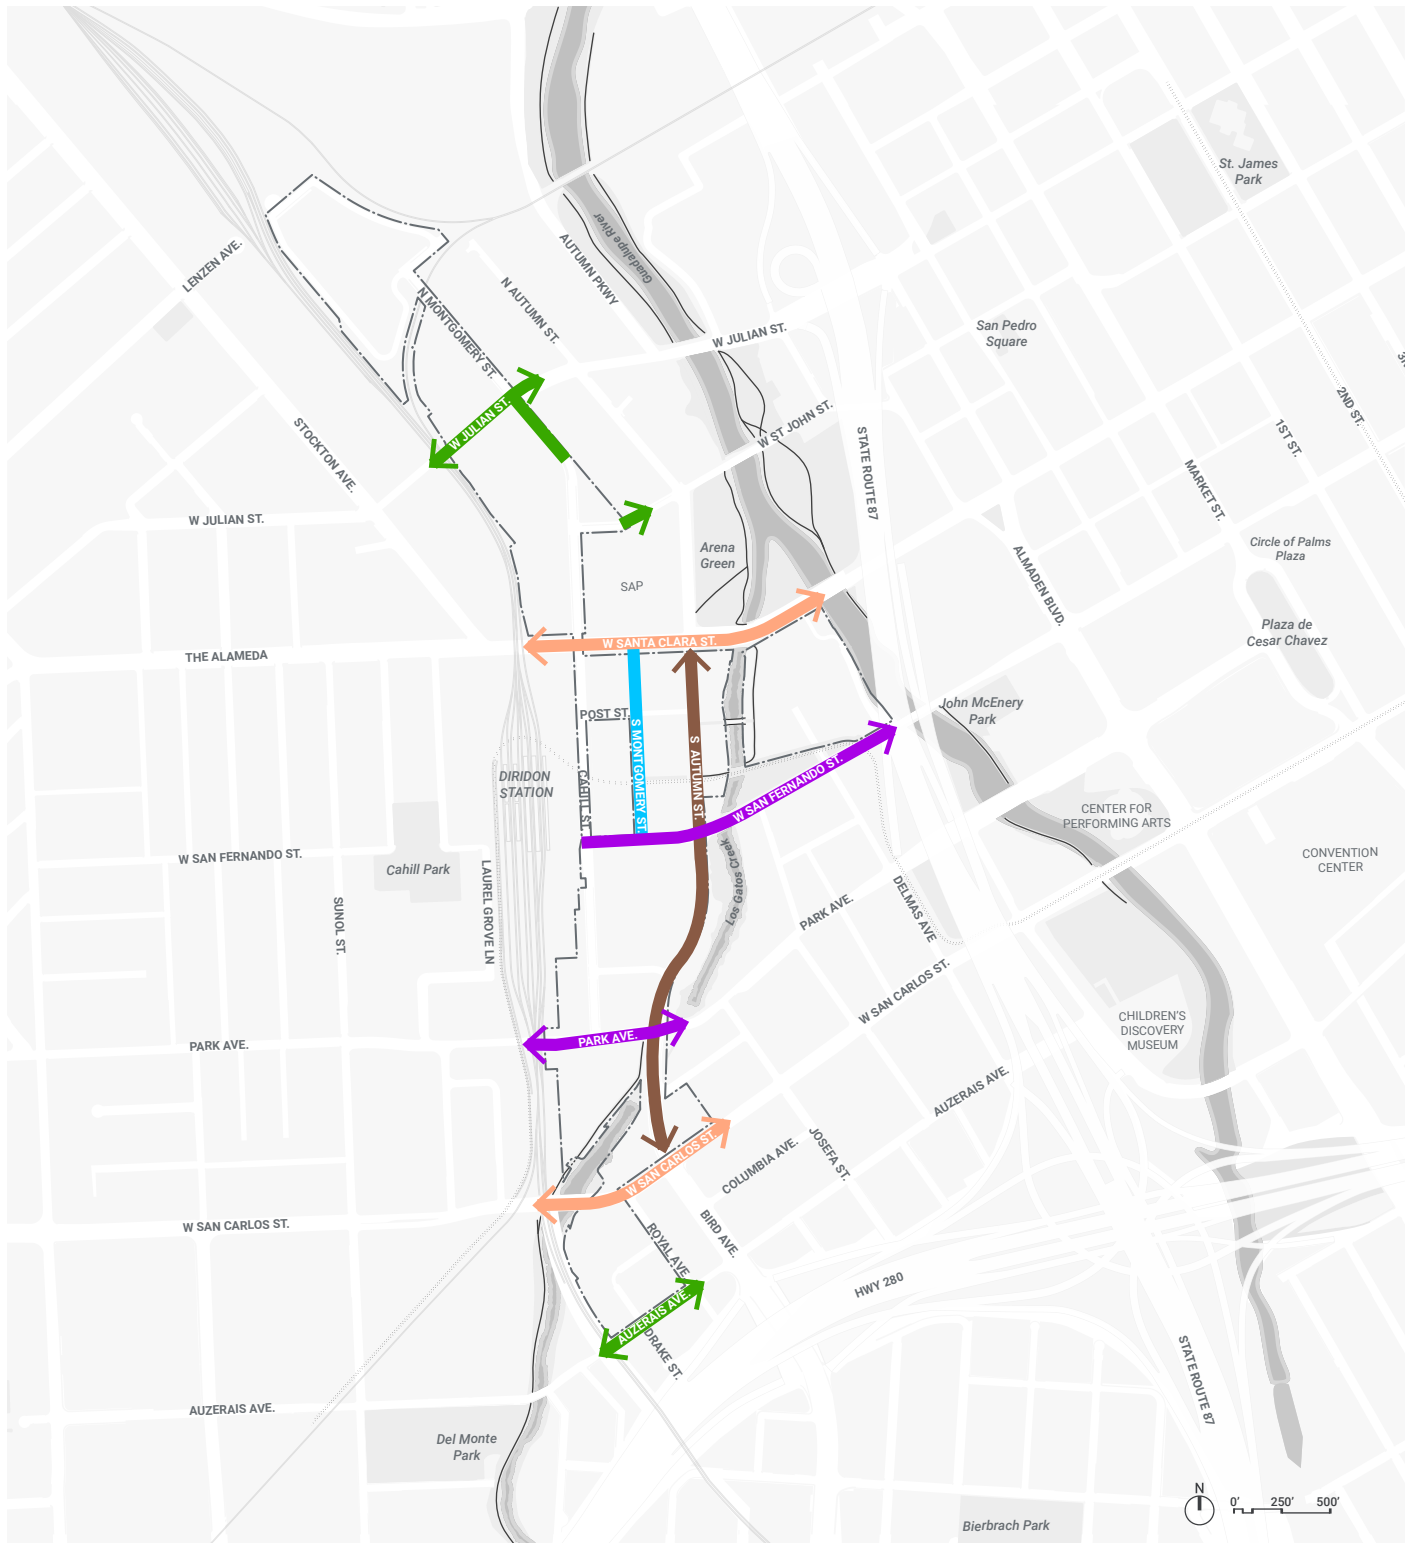 St. James
Park
Guadalupe River
AUTUMN PKWY
LENZEN AVE.
N AUTUMN ST.
N MONTGOMERY ST.
W JULIAN ST.
San Pedro
Square
2ND ST.
1ST ST.
W ST JOHN ST.
W JULIAN ST.
STOCKTON AVE.
STATE ROUTE 87
MARKET ST.
W JULIAN ST.
Arena
Green
Circle of Palms
Plaza
ALMADEN BLVD.
SAP
Plaza de
Cesar Chavez
W SANTA CLARA ST.
THE ALAMEDA
John McEnery
Park
POST ST.
S MONTGOMERY ST.
S AUTUMN ST.
DIRIDON
STATION
CAHILL ST.
W SAN FERNANDO ST.
CENTER FOR
PERFORMING ARTS
CONVENTION
CENTER
W SAN FERNANDO ST.
Cahill Park
Los Gatos Creek
LAUREL GROVE LN
SUNOL ST.
PARK AVE.
DELMAS AVE
W SAN CARLOS ST.
CHILDREN'S
DISCOVERY
MUSEUM
PARK AVE.
PARK AVE.
AUZERAIS AVE.
JOSEFA ST.
COLUMBIA AVE.
W SAN CARLOS ST.
W SAN CARLOS ST.
BIRD AVE.
ROYAL AVE.
HWY 280
AUZERAIS AVE.
DRAKE ST.
STATE ROUTE 87
AUZERAIS AVE.
Del Monte
Park
N
0' 250' 500'
Bierbrach Park